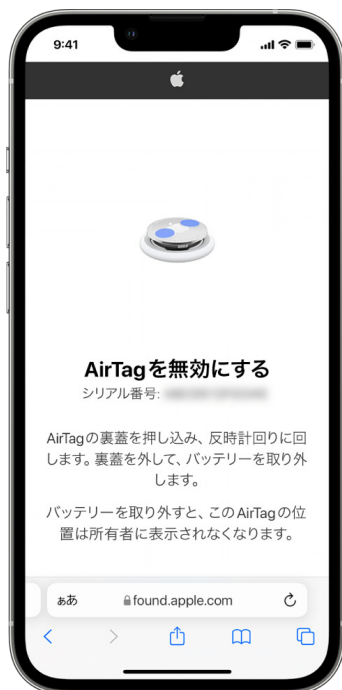 9:41
AirTagを無効にする
シリアル番号:
AirTagの裏蓋を押し込み、反時計回りに回
します。裏蓋を外して、バッテリーを取り外
します。
バッテリーを取り外すと、このAirTagの位
置は所有者に表示されなくなります。
ぁあ found.apple.com